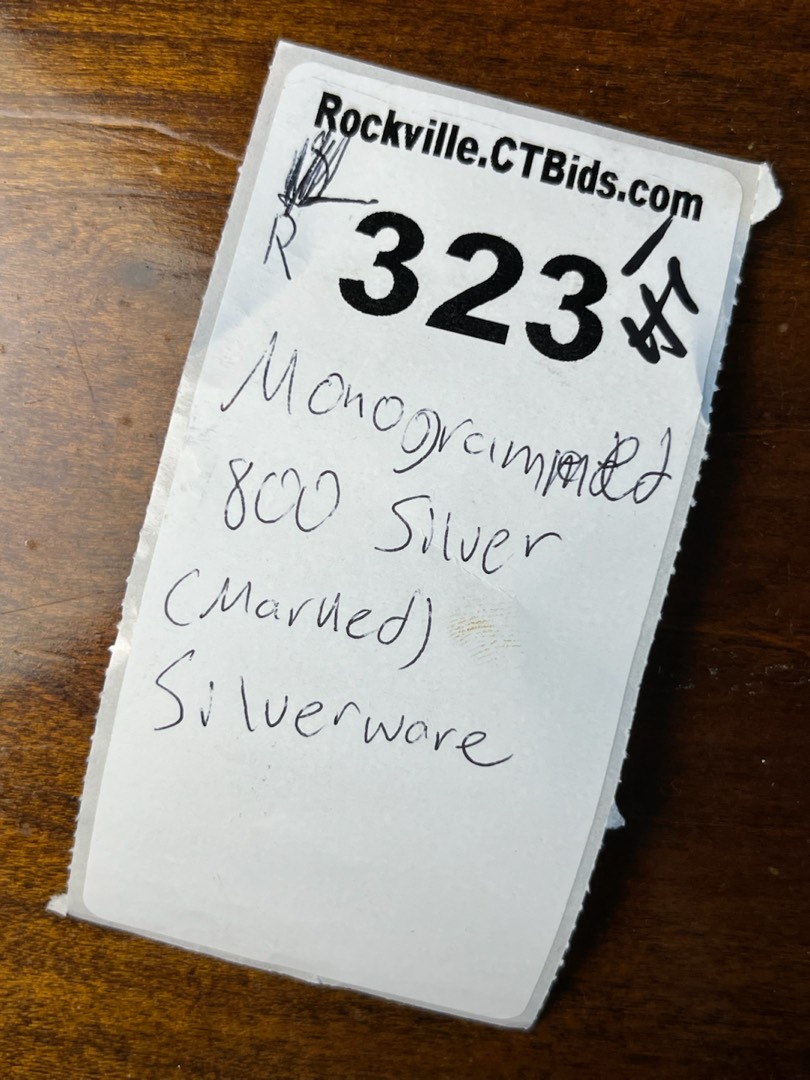 Rockville.CTBids.com
R 323
Monogrammed
800 Silver
(Marked)
Silverware